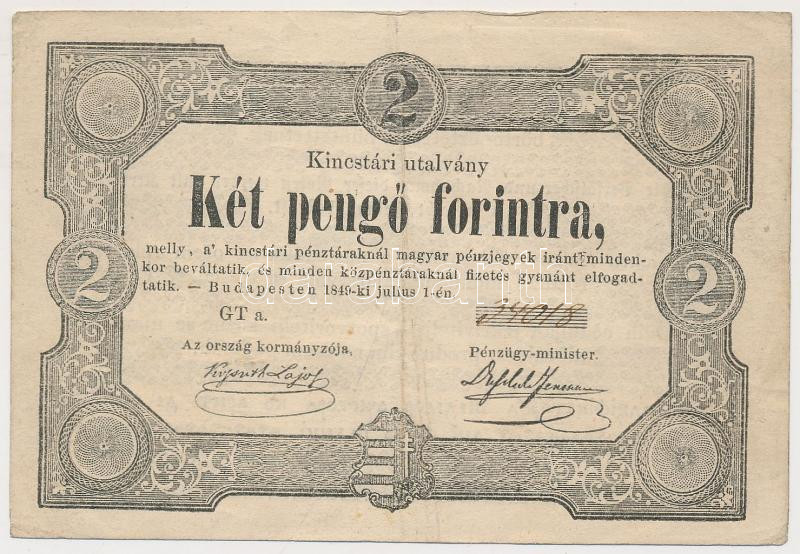 2
Kincstári utalvány
Két pengő forintra,
melly, a' kincstári pénztáraknál magyar pénzjegyek iránt minden-
kor beváltatik, és minden közpénztáraknál fizetés gyanánt elfogad-
tatik. — Budapesten 1849-ki julius 1-én.
2
2
GT a.
34018
Az ország kormányzója,
Pénzügy-minister.
Kossuth Lajos
darabanth